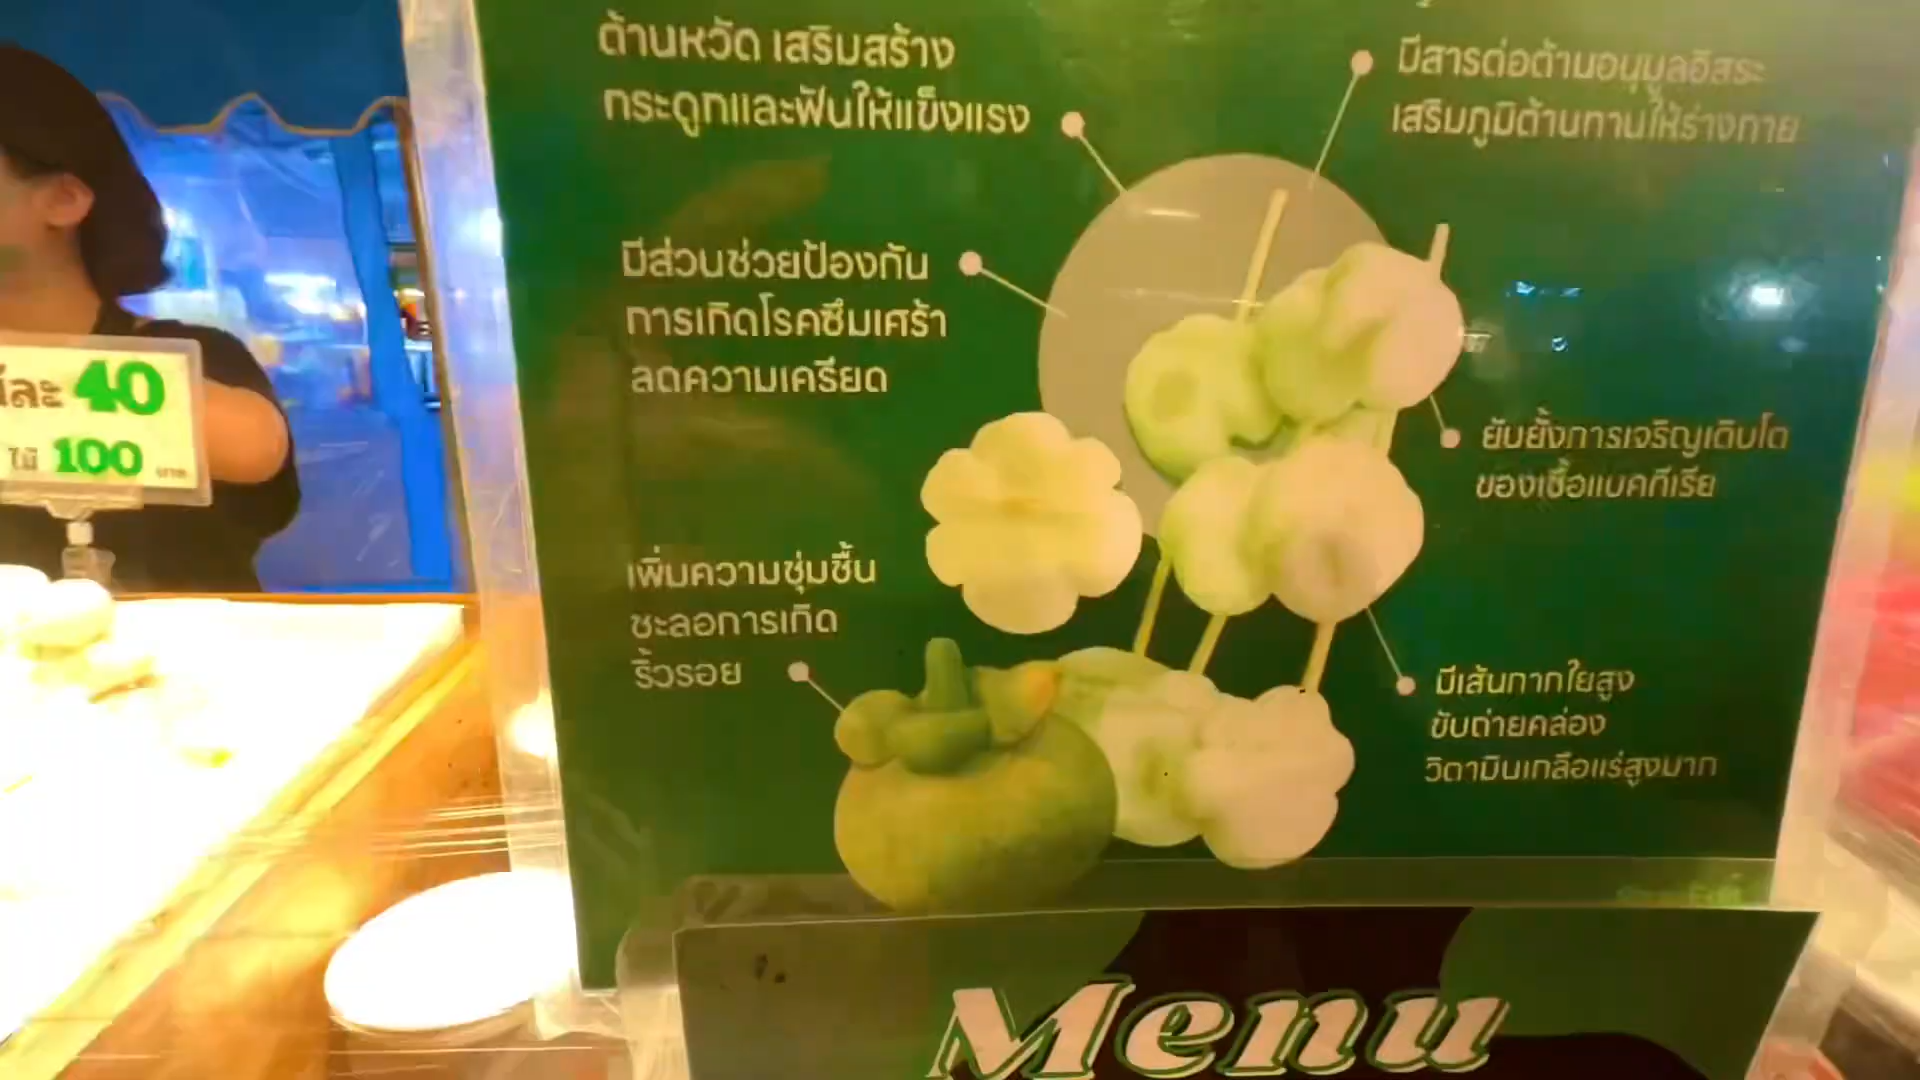 ต้านหวัด เสริมสร้าง
กระดูกและฟันให้แข็งแรง
มีสารต่อต้านอนุมูลอิสระ
เสริมภูมิต้านทานให้ร่างกาย
มีส่วนช่วยป้องกัน
การเกิดโรคซึมเศร้า
ลดความเครียด
ยับยั้งการเจริญเติบโต
ของเชื้อแบคทีเรีย
เพิ่มความชุ่มชื้น
ชะลอการเกิด
ริ้วรอย
มีเส้นกากใยสูง
ขับถ่ายคล่อง
วิตามินเกลือแร่สูงมาก
ละ 40
ไม้ 100 บาท
Menu